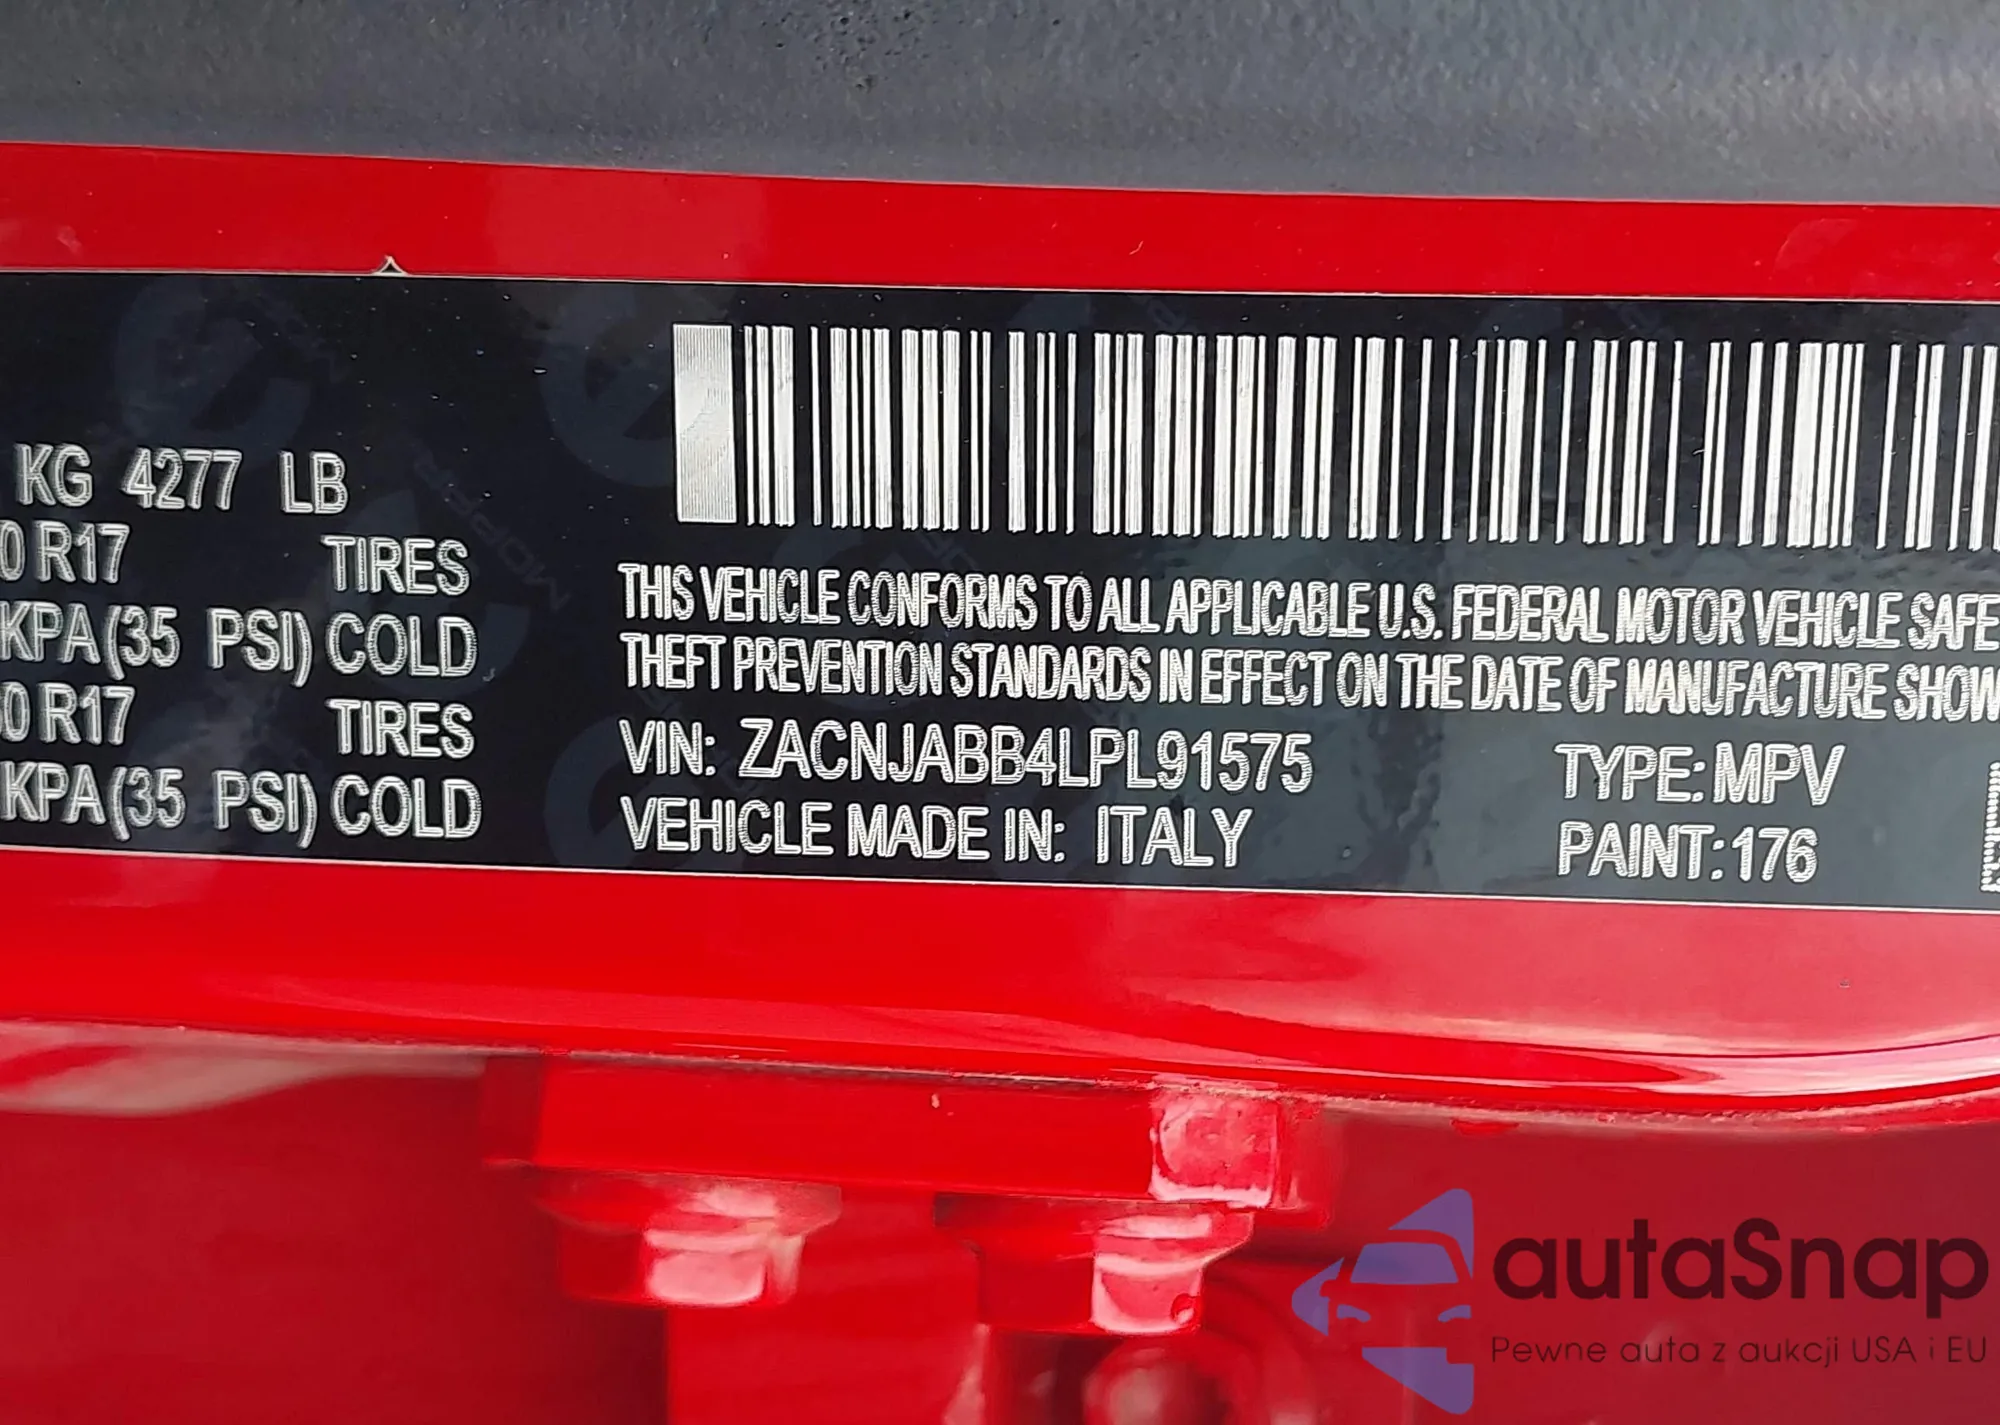 KG 4277 LB
0 R17 TIRES
KPA (35 PSI) COLD
0 R17 TIRES
KPA (35 PSI) COLD
THIS VEHICLE CONFORMS TO ALL APPLICABLE U.S. FEDERAL MOTOR VEHICLE SAFE
THEFT PREVENTION STANDARDS IN EFFECT ON THE DATE OF MANUFACTURE SHOW
VIN: ZACNJABB4LPL91575 TYPE: MPV
VEHICLE MADE IN: ITALY PAINT: 176
MOPAR
MOPAR
autaSnap
Pewne auta z aukcji USA i EU